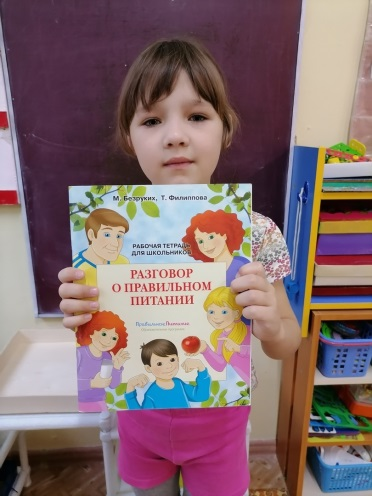 М. Безруких, Т. Филиппова
РАБОЧАЯ ТЕТРАДЬ
ДЛЯ ШКОЛЬНИКОВ
РАЗГОВОР
О ПРАВИЛЬНОМ
ПИТАНИИ